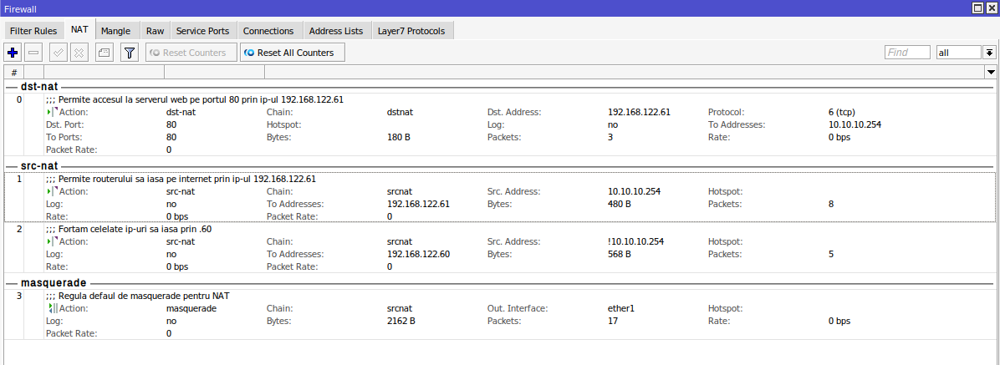 Firewall
Filter Rules NAT Mangle Raw Service Ports Connections Address Lists Layer7 Protocols
Reset Counters Reset All Counters Find all
#
dst-nat
0 ;;; Permite accesul la serverul web pe portul 80 prin ip-ul 192.168.122.61
Action: dst-nat Chain: dstnat Dst. Address: 192.168.122.61 Protocol: 6 (tcp)
Dst. Port: 80 Hotspot: Log: no To Addresses: 10.10.10.254
To Ports: 80 Bytes: 180 B Packets: 3 Rate: 0 bps
Packet Rate: 0
src-nat
1 ;;; Permite routerului sa iasa pe internet prin ip-ul 192.168.122.61
Action: src-nat Chain: srcnat Src. Address: 10.10.10.254 Hotspot:
Log: no To Addresses: 192.168.122.61 Bytes: 480 B Packets: 8
Rate: 0 bps Packet Rate: 0
2 ;;; Fortam celelate ip-uri sa iasa prin .60
Action: src-nat Chain: srcnat Src. Address: !10.10.10.254 Hotspot:
Log: no To Addresses: 192.168.122.60 Bytes: 568 B Packets: 5
Rate: 0 bps Packet Rate: 0
masquerade
3 ;;; Regula defaul de masquerade pentru NAT
Action: masquerade Chain: srcnat Out. Interface: ether1 Hotspot:
Log: no Bytes: 2162 B Packets: 17 Rate: 0 bps
Packet Rate: 0